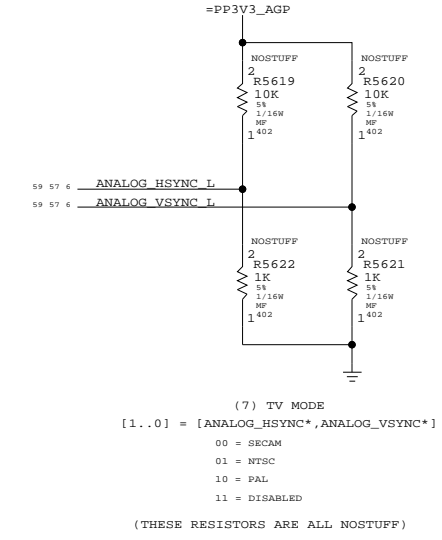 =PP3V3_AGP
NOSTUFF NOSTUFF
2 2
R5619 R5620
10K 10K
5% 5%
1/16W 1/16W
MF MF
1 402 1 402
59 57 6 ANALOG_HSYNC_L
59 57 6 ANALOG_VSYNC_L
NOSTUFF NOSTUFF
2 2
R5622 R5621
1K 1K
5% 5%
1/16W 1/16W
MF MF
1 402 1 402
(7) TV MODE
[1..0] = [ANALOG_HSYNC*,ANALOG_VSYNC*]
00 = SECAM
01 = NTSC
10 = PAL
11 = DISABLED
(THESE RESISTORS ARE ALL NOSTUFF)